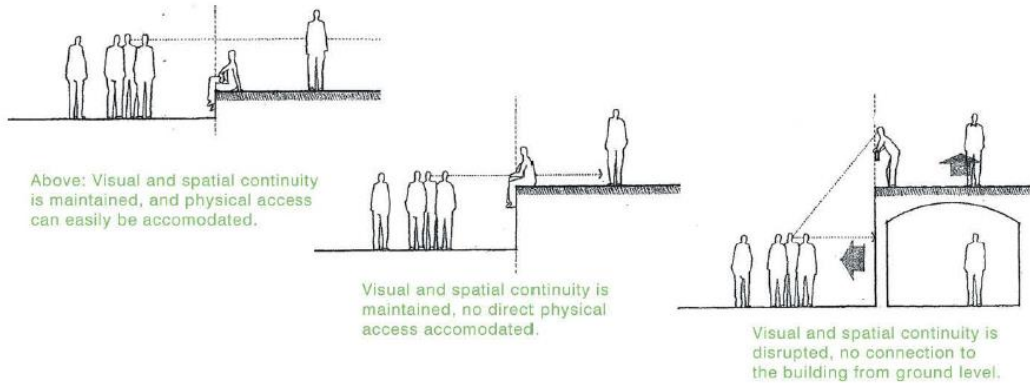 Above: Visual and spatial continuity
is maintained, and physical access
can easily be accomodated.
Visual and spatial continuity is
maintained, no direct physical
access accomodated.
Visual and spatial continuity is
disrupted, no connection to
the building from ground level.